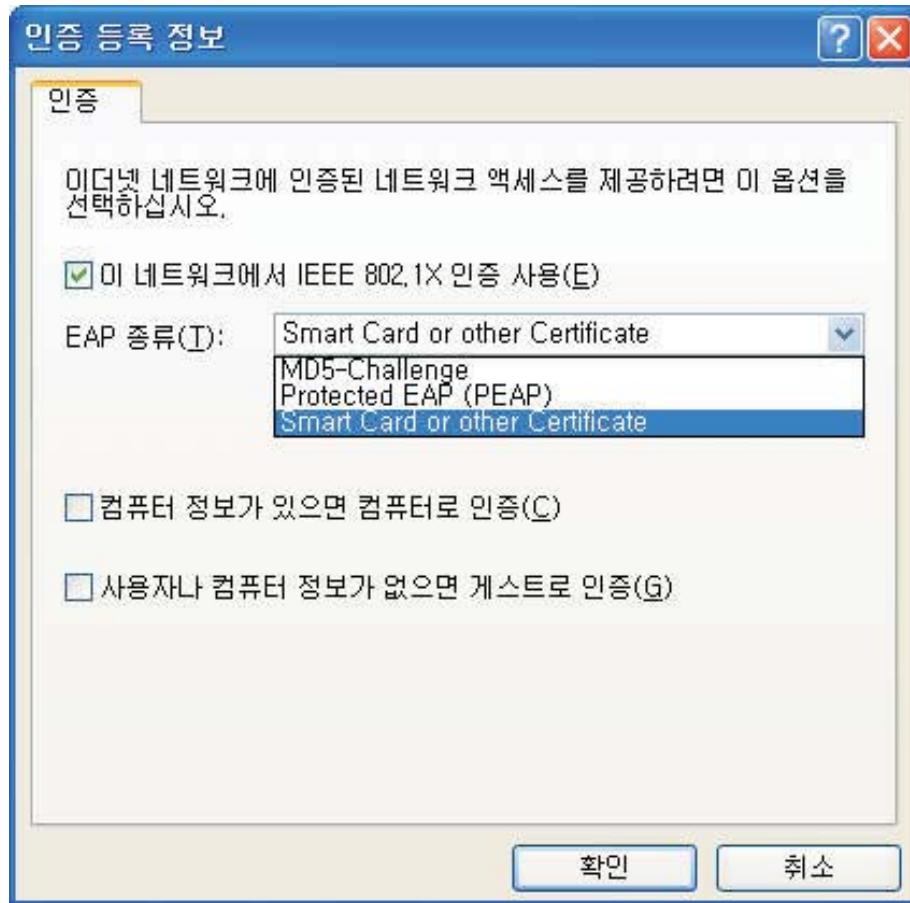 인증 등록 정보
인증
이더넷 네트워크에 인증된 네트워크 액세스를 제공하려면 이 옵션을
선택하십시오.
이 네트워크에서 IEEE 802.1X 인증 사용(E)
EAP 종류(T): Smart Card or other Certificate
MD5-Challenge
Protected EAP (PEAP)
Smart Card or other Certificate
컴퓨터 정보가 있으면 컴퓨터로 인증(C)
사용자나 컴퓨터 정보가 없으면 게스트로 인증(G)
확인 취소